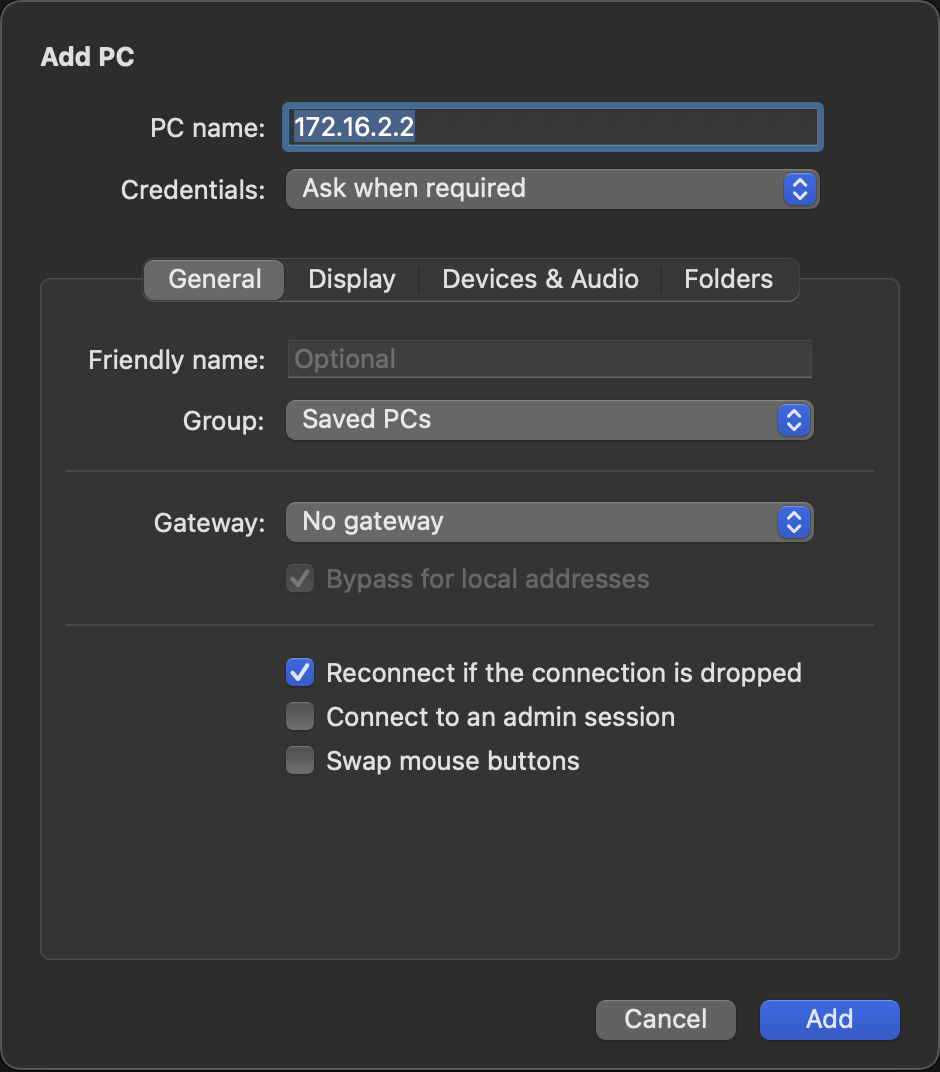 Add PC
PC name: 172.16.2.2
Credentials: Ask when required
General Display Devices & Audio Folders
Friendly name: Optional
Group: Saved PCs
Gateway: No gateway
Bypass for local addresses
Reconnect if the connection is dropped
Connect to an admin session
Swap mouse buttons
Cancel Add